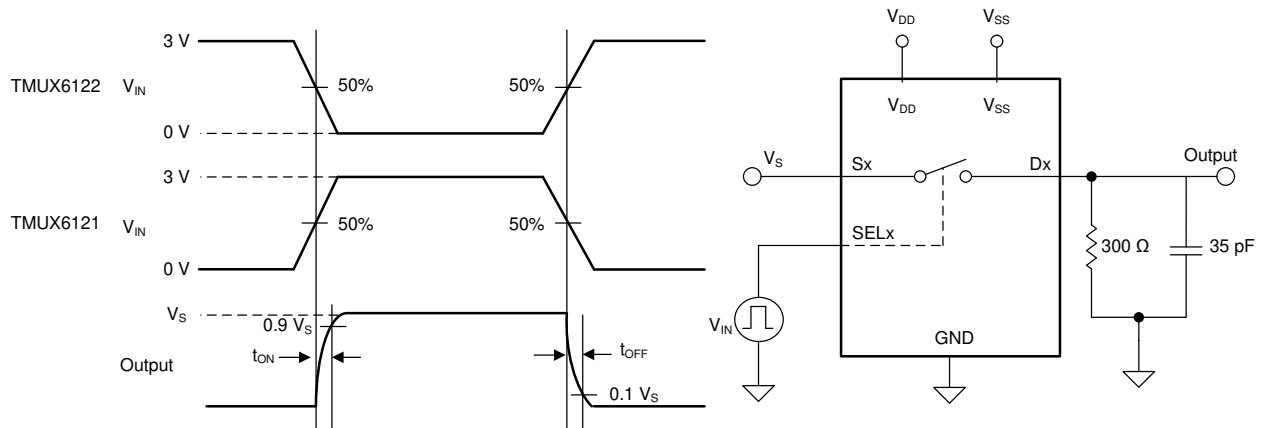 3 V
TMUX6122 V_IN 50% 50%
0 V
3 V
TMUX6121 V_IN 50% 50%
0 V
V_S
0.9 V_S
t_ON t_OFF
Output
0.1 V_S
V_DD V_SS
V_DD V_SS
V_S Sx Dx Output
SELx
300 Ω 35 pF
V_IN
GND